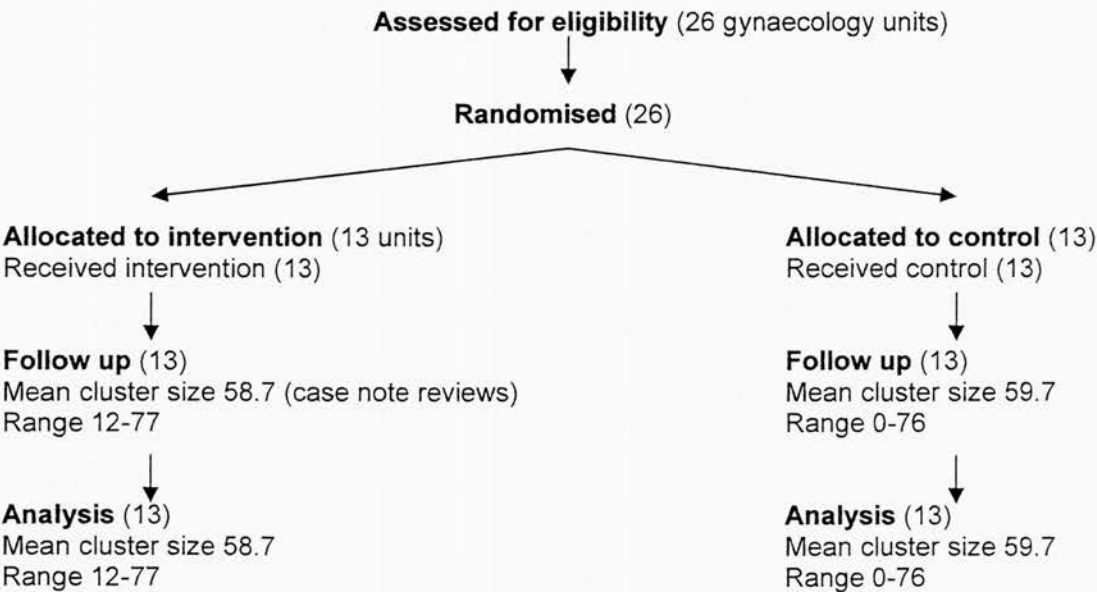 Assessed for eligibility (26 gynaecology units)
Randomised (26)
Allocated to intervention (13 units)
Received intervention (13)
Follow up (13)
Mean cluster size 58.7 (case note reviews)
Range 12-77
Analysis (13)
Mean cluster size 58.7
Range 12-77
Allocated to control (13)
Received control (13)
Follow up (13)
Mean cluster size 59.7
Range 0-76
Analysis (13)
Mean cluster size 59.7
Range 0-76